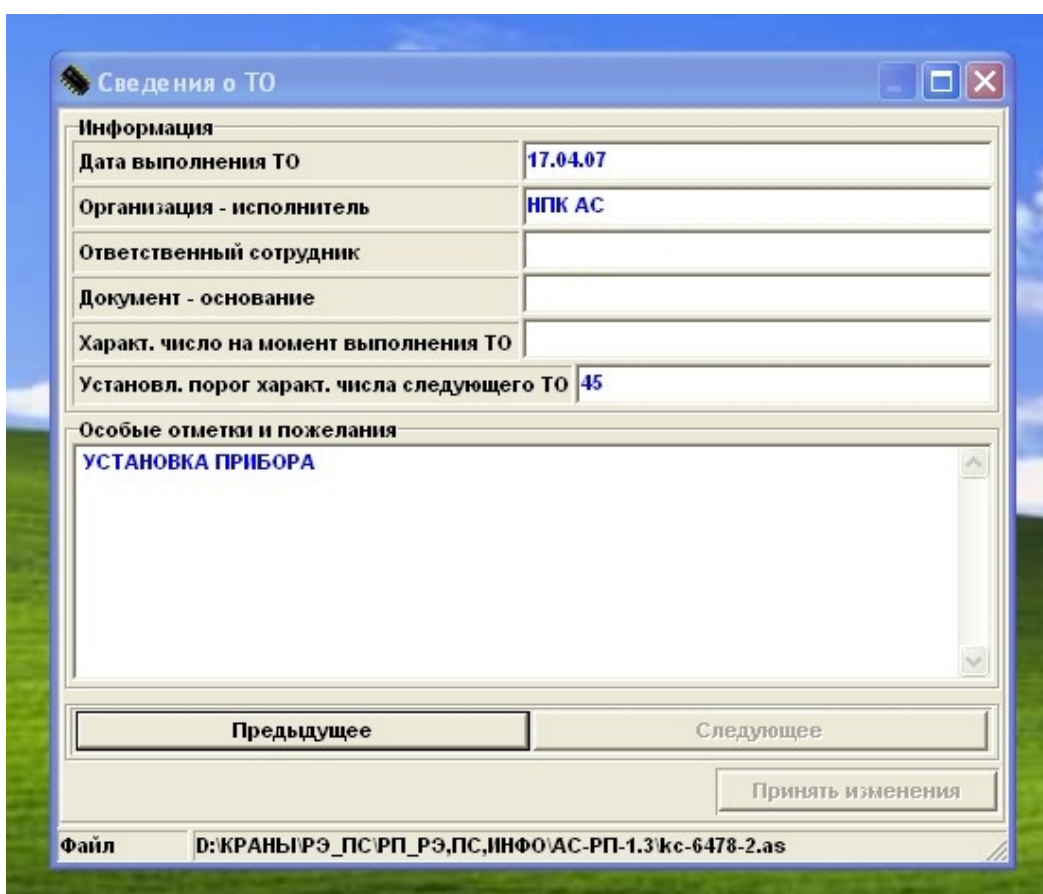 Сведения о ТО
Информация
Дата выполнения ТО 17.04.07
Организация - исполнитель НПК АС
Ответственный сотрудник
Документ - основание
Характ. число на момент выполнения ТО
Установл. порог характ. числа следующего ТО 45
Особые отметки и пожелания
УСТАНОВКА ПРИБОРА
Предыдущее Следующее
Принять изменения
Файл D:\КРАНЫ\РЭ_ПС\РП_РЭ,ПС,ИНФО\АС-РП-1.3\kc-6478-2.as